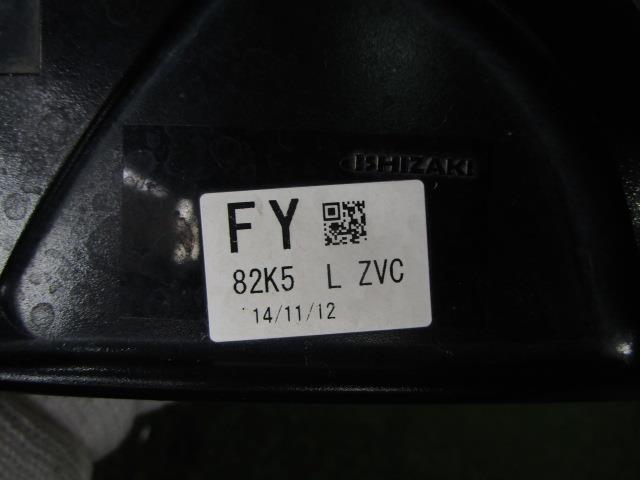 ISHIZAKI
FY
82K5 L ZVC
'14/11/12